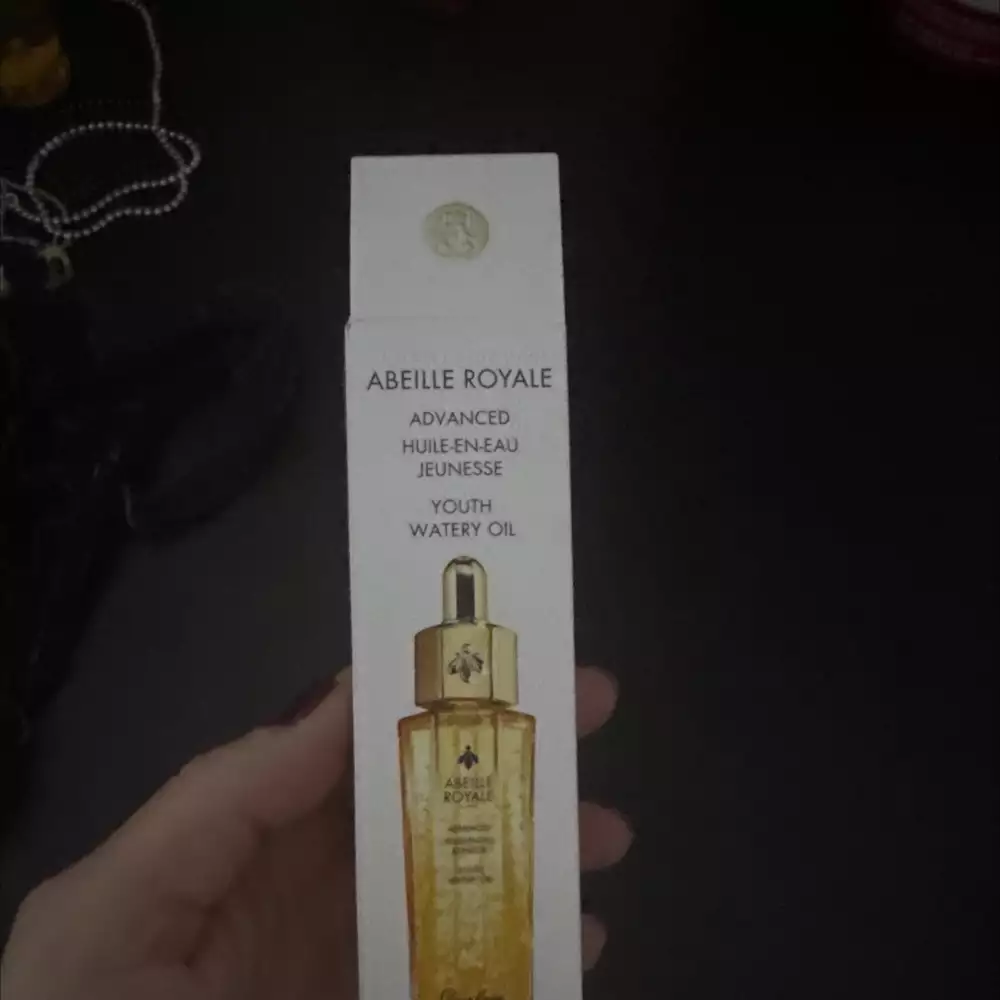 ABEILLE ROYALE
ADVANCED
HUILE-EN-EAU
JEUNESSE
YOUTH
WATERY OIL
ABEILLE
ROYALE